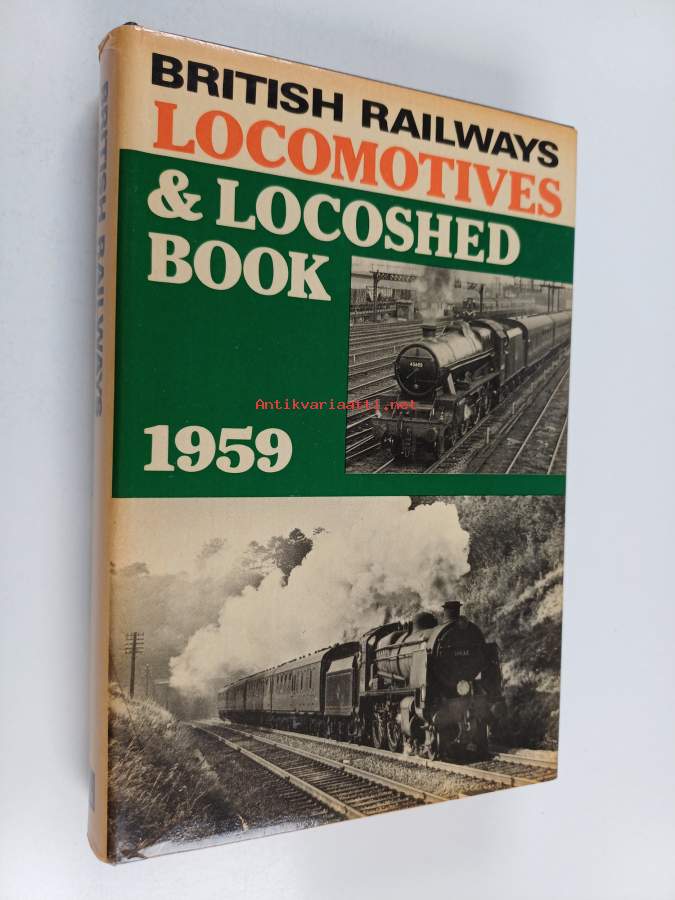 BRITISH RAILWAYS
LOCOMOTIVES
& LOCOSHED
BOOK
1959
BRITISH RAILWAYS
Antikvariaatti.net